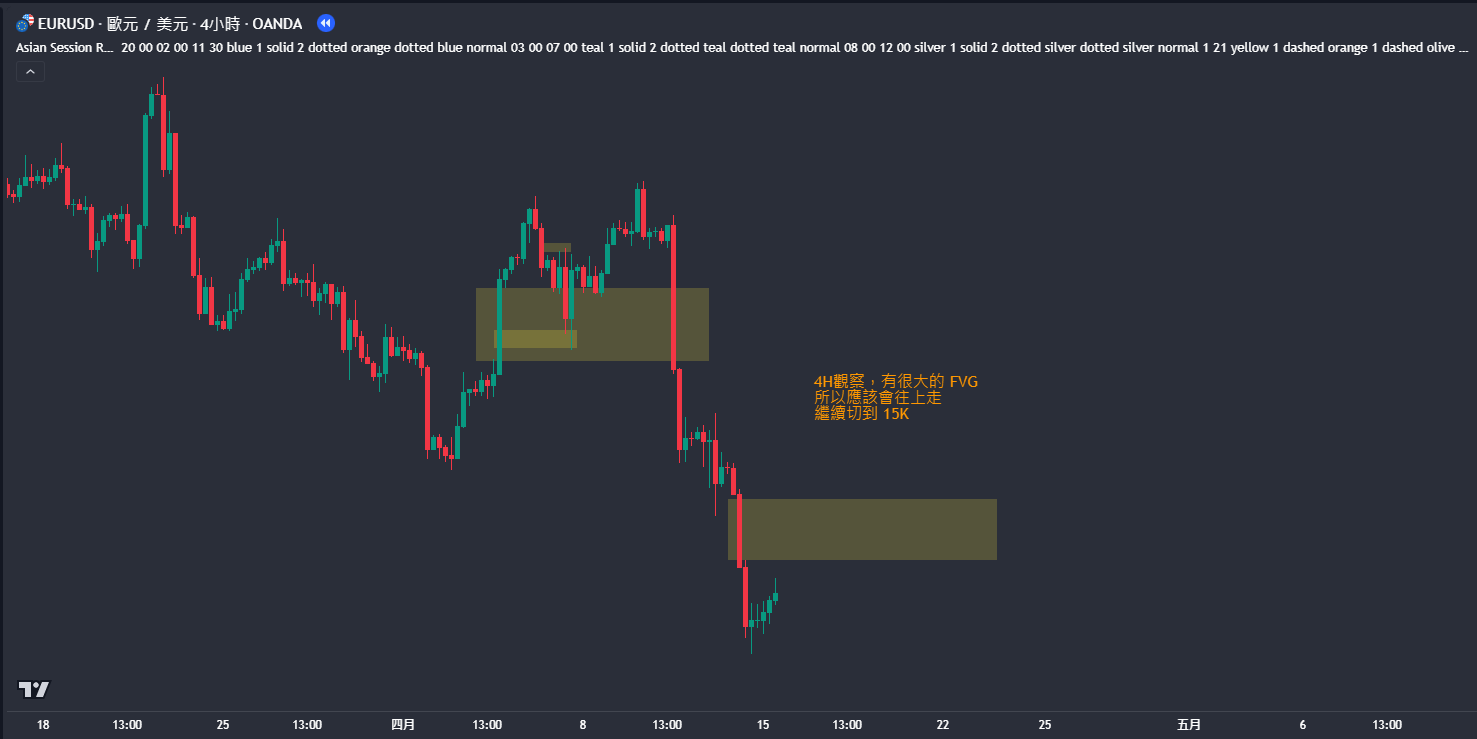 EURUSD · 歐元 / 美元 · 4小時 · OANDA
Asian Session R... 20 00 02 00 11 30 blue 1 solid 2 dotted orange dotted blue normal 03 00 07 00 teal 1 solid 2 dotted teal dotted teal normal 08 00 12 00 silver 1 solid 2 dotted silver dotted silver normal 1 21 yellow 1 dashed orange 1 dashed olive ...
4H觀察，有很大的 FVG
所以應該會往上走
繼續切到 15K
18 13:00 25 13:00 四月 13:00 8 13:00 15 13:00 22 25 五月 6 13:00